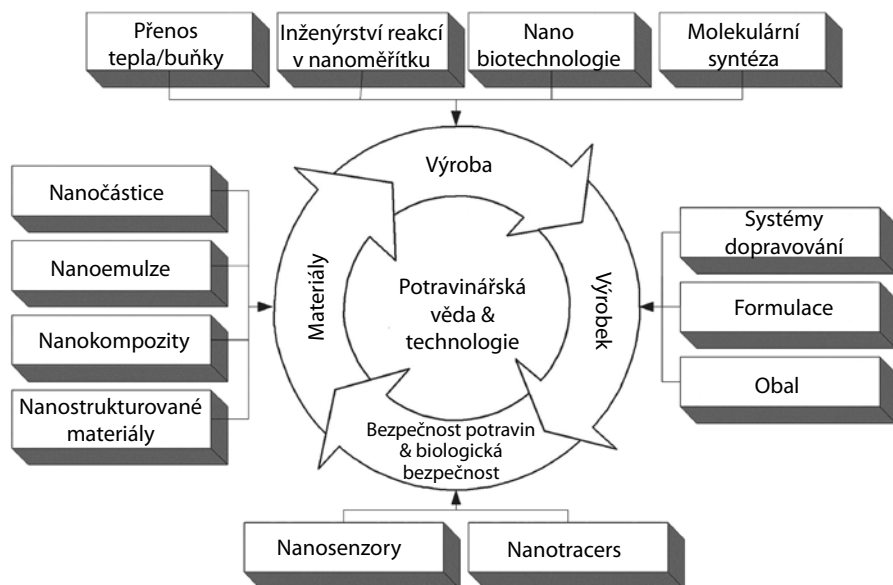 Přenos
tepla/buňky
Inženýrství reakcí
v nanoměřítku
Nano
biotechnologie
Molekulární
syntéza
Výroba
Nanočástice
Nanoemulze
Nanokompozity
Nanostrukturované
materiály
Materiály
Potravinářská
věda &
technologie
Výrobek
Systémy
dopravování
Formulace
Obal
Bezpečnost potravin
& biologická
bezpečnost
Nanosenzory
Nanotracers